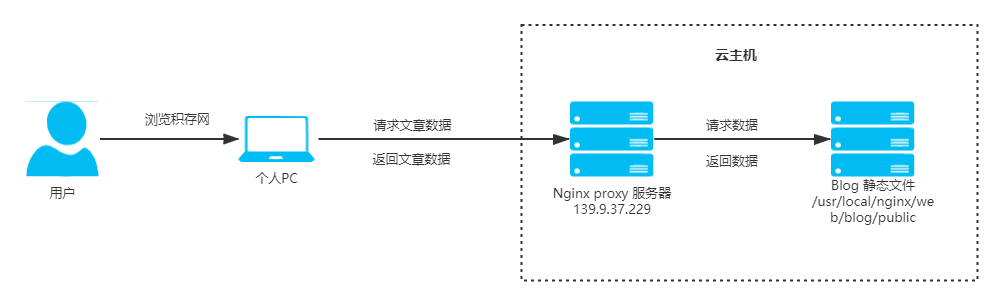 云主机
浏览积存网
请求文章数据
请求数据
返回文章数据
返回数据
用户
个人PC
Nginx proxy 服务器
139.9.37.229
Blog 静态文件
/usr/local/nginx/we
b/blog/public